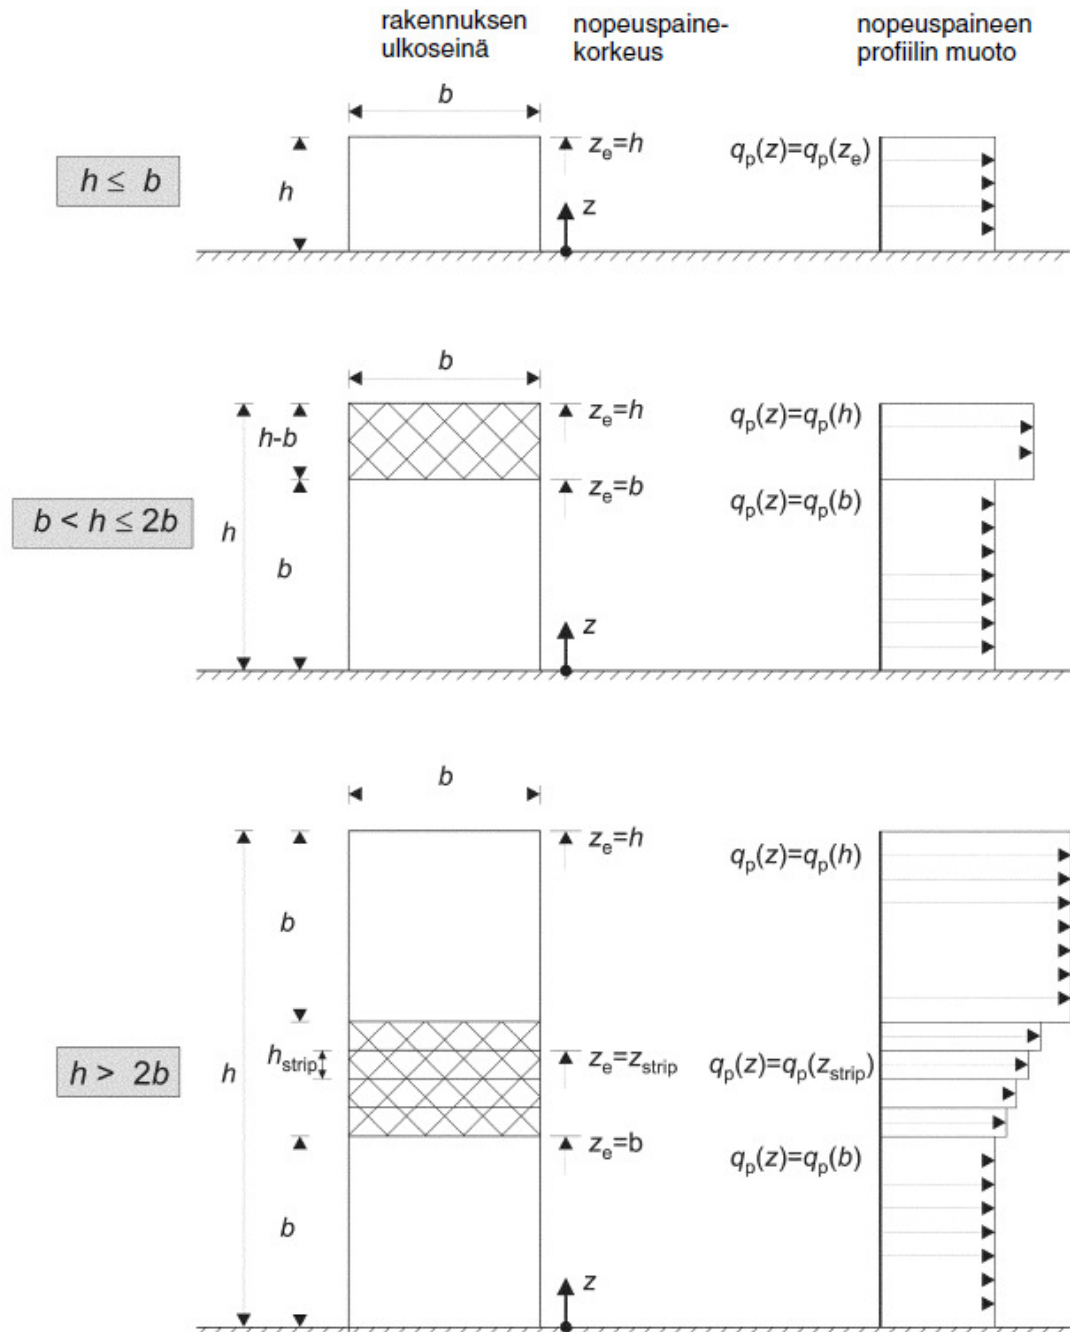 rakennuksen
ulkoseinä
nopeuspaine-
korkeus
nopeuspaineen
profiilin muoto
b
h ≤ b
h
z_e=h
z
q_p(z)=q_p(z_e)
b
b < h ≤ 2b
h
h-b
b
z_e=h
z_e=b
z
q_p(z)=q_p(h)
q_p(z)=q_p(b)
b
h > 2b
h
b
h_strip
b
z_e=h
z_e=z_strip
z_e=b
z
q_p(z)=q_p(h)
q_p(z)=q_p(z_strip)
q_p(z)=q_p(b)